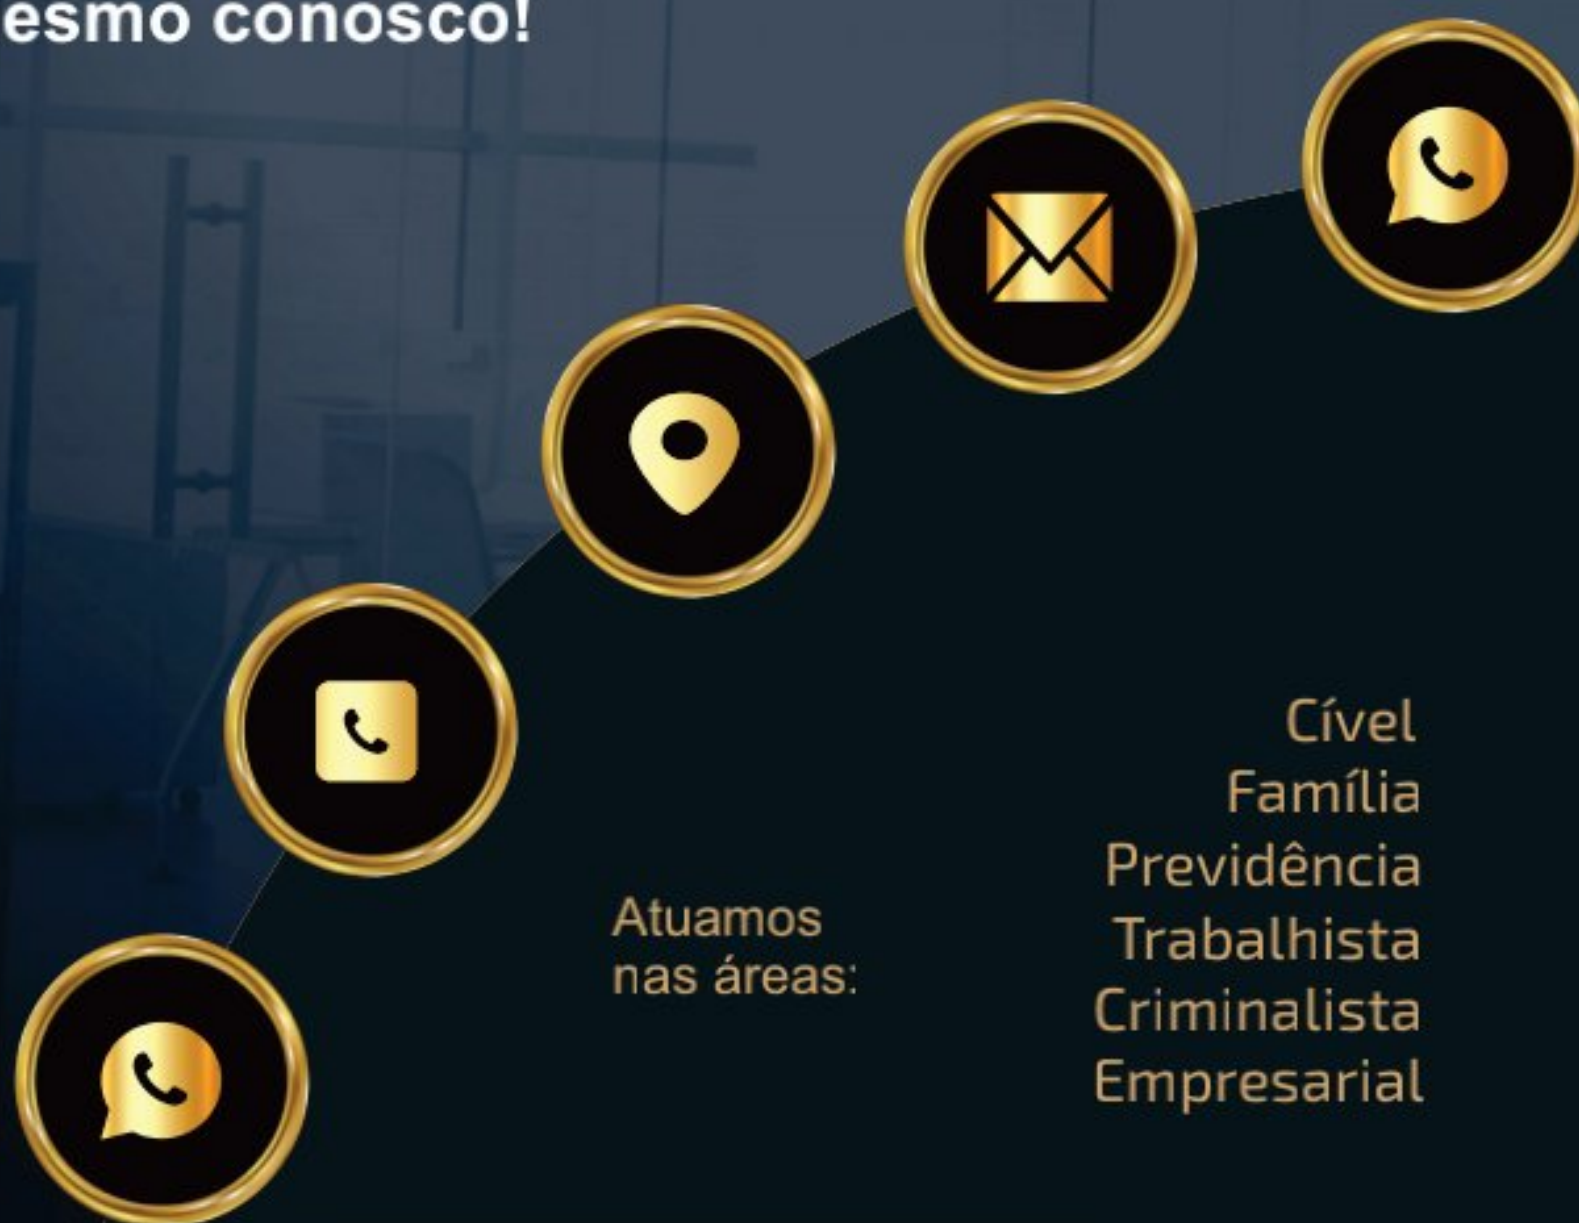 esmo conosco!
Atuamos
nas áreas:
Cível
Família
Previdência
Trabalhista
Criminalista
Empresarial